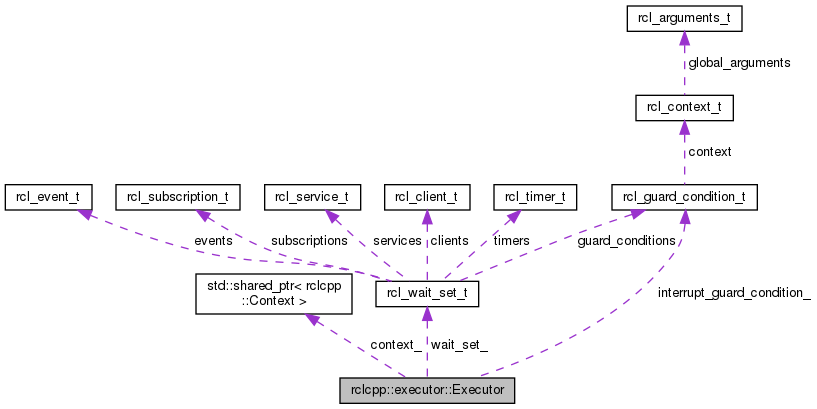 rcl_arguments_t
global_arguments
rcl_context_t
context
rcl_event_t
rcl_subscription_t
rcl_service_t
rcl_client_t
rcl_timer_t
rcl_guard_condition_t
events
subscriptions
services
clients
timers
guard_conditions
std::shared_ptr< rclcpp
::Context >
rcl_wait_set_t
interrupt_guard_condition_
context_
wait_set_
rclcpp::executor::Executor